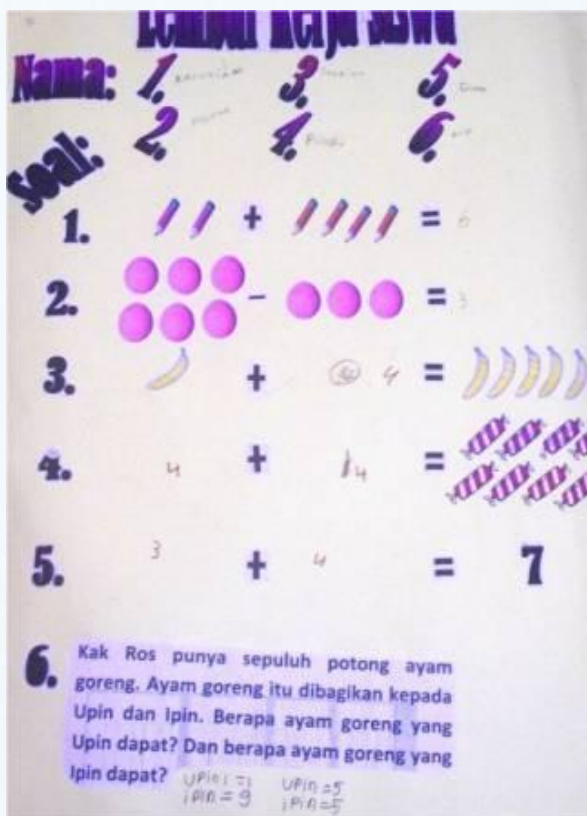 Lembar Kerja Siswa
Nama: 1. 3. 5.
2. 4. 6.
Soal:
1. + = 6
2. - = 3
3. + 4 =
4. 4 + 4 =
5. 3 + 4 = 7
6. Kak Ros punya sepuluh potong ayam
goreng. Ayam goreng itu dibagikan kepada
Upin dan Ipin. Berapa ayam goreng yang
Upin dapat? Dan berapa ayam goreng yang
Ipin dapat?
upin = 1 upin = 5
ipin = 9 ipin = 5